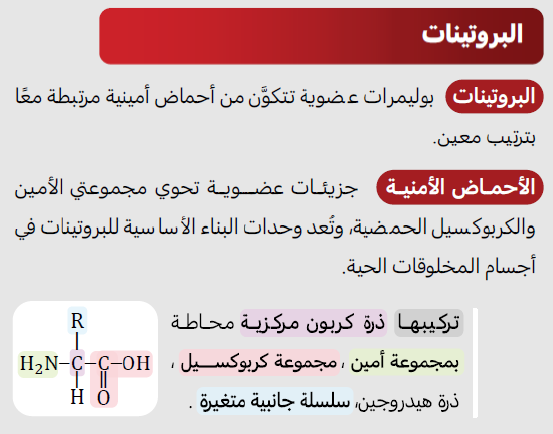 البروتينات
البروتينات بوليمرات عضوية تتكوَّن من أحماض أمينية مرتبطة معًا
بترتيب معين.
الأحماض الأمنية جزيئات عضوية تحوي مجموعتي الأمين
والكربوكسيل الحمضية، وتُعد وحدات البناء الأساسية للبروتينات في
أجسام المخلوقات الحية.
تركيبها ذرة كربون مركزية محاطة
بمجموعة أمين ، مجموعة كربوكسيل ،
ذرة هيدروجين، سلسلة جانبية متغيرة .
R
H₂N–C–C–OH
H O